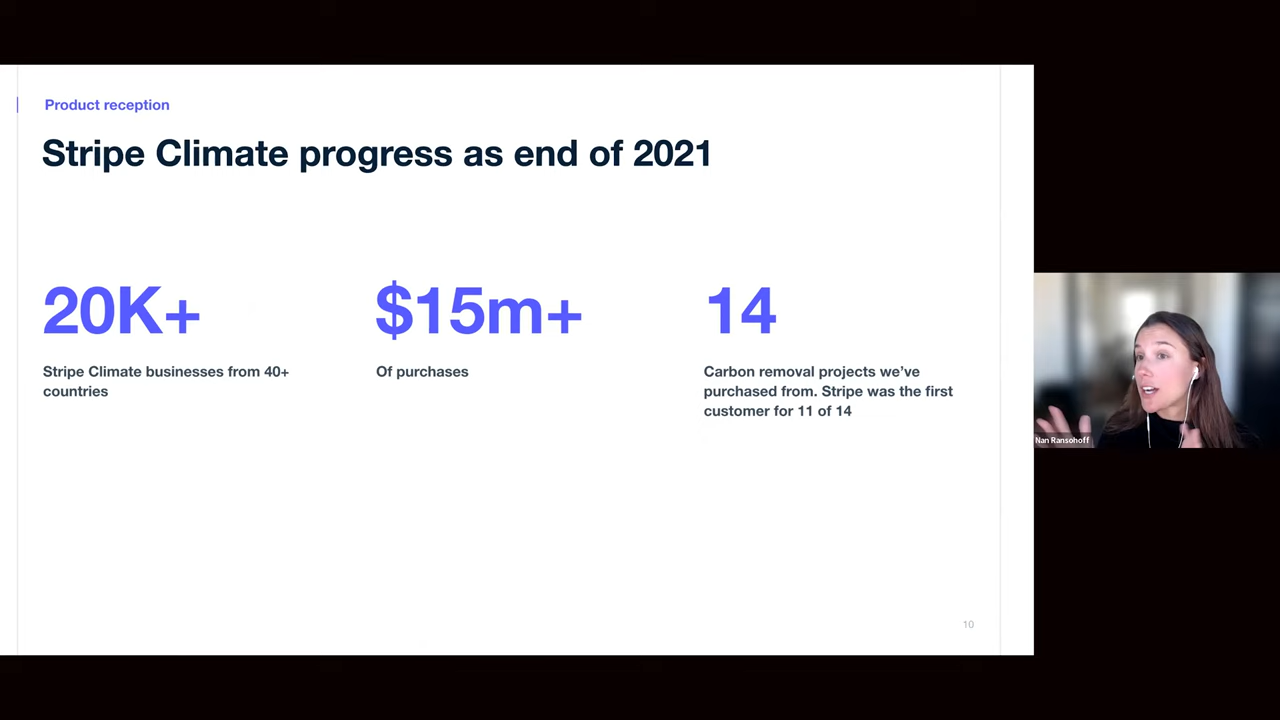 Product reception
Stripe Climate progress as end of 2021
20K+
Stripe Climate businesses from 40+
countries
$15m+
Of purchases
14
Carbon removal projects we've
purchased from. Stripe was the first
customer for 11 of 14
10
Nan Ransohoff